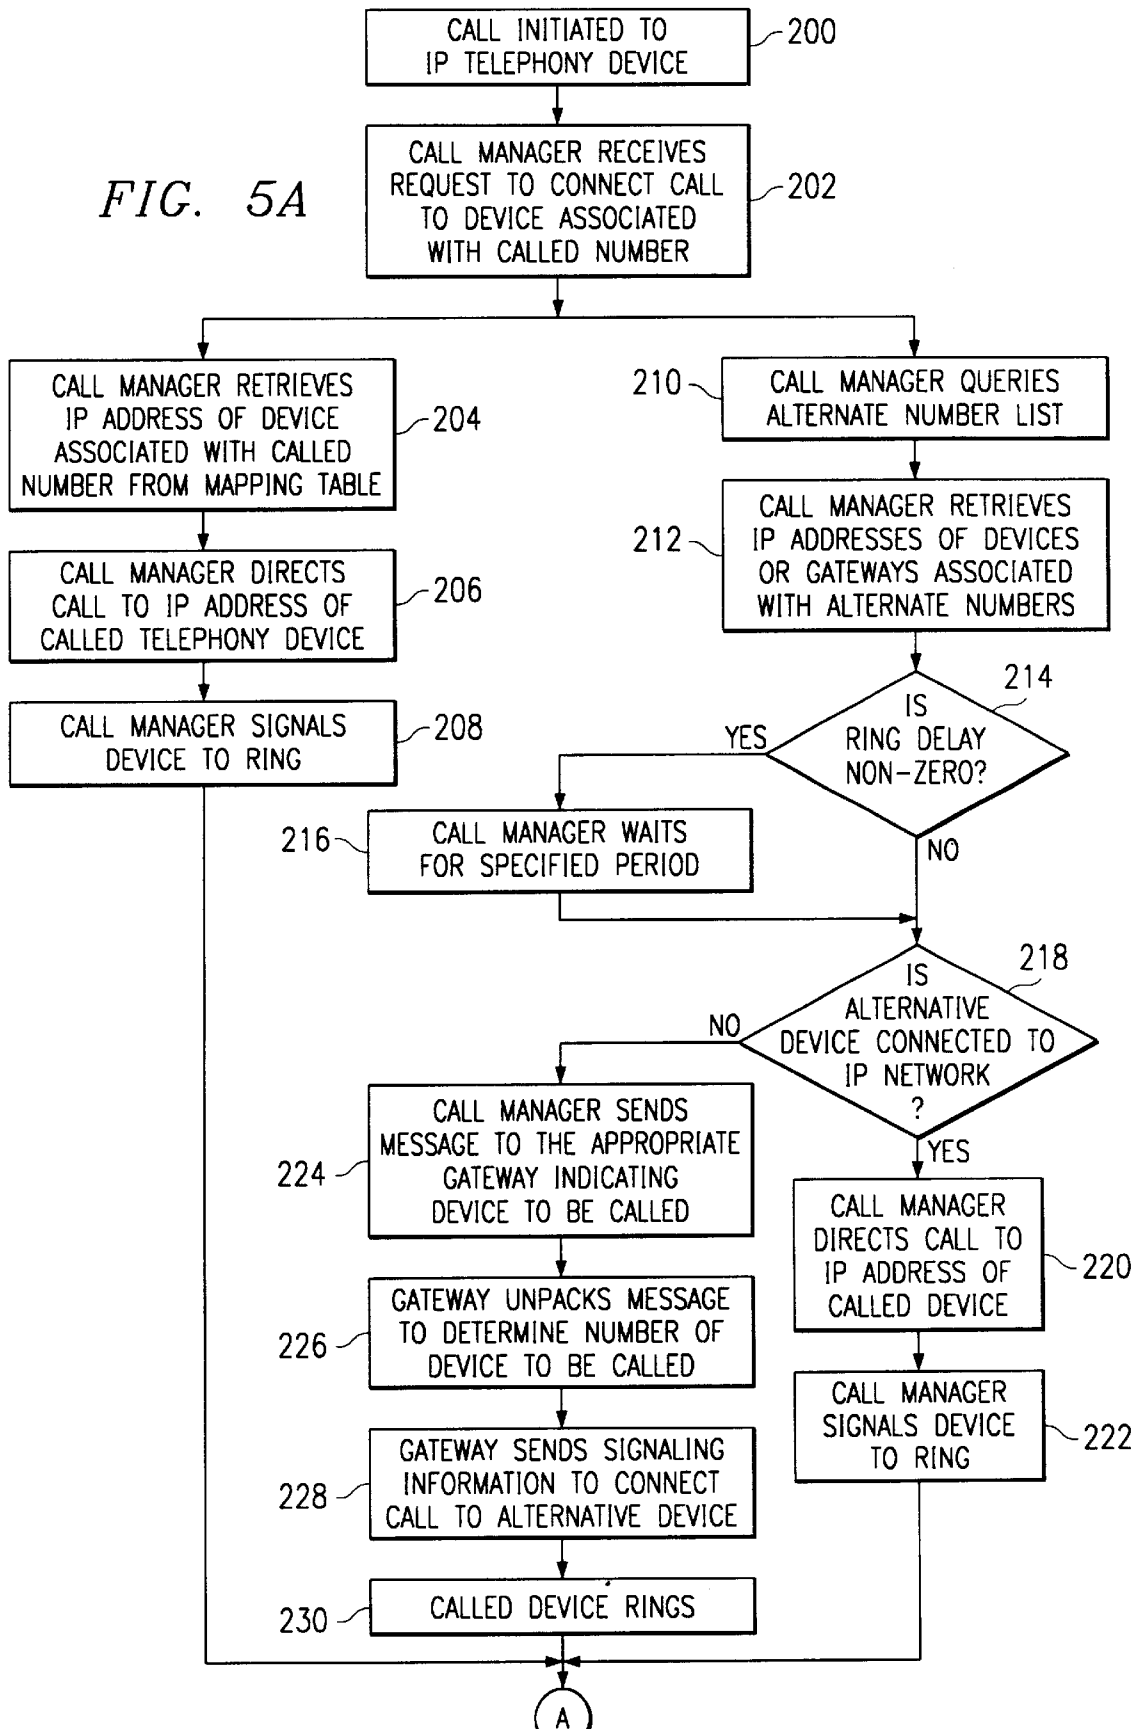 CALL INITIATED TO
IP TELEPHONY DEVICE
200
FIG. 5A
CALL MANAGER RECEIVES
REQUEST TO CONNECT CALL
TO DEVICE ASSOCIATED
WITH CALLED NUMBER
202
CALL MANAGER RETRIEVES
IP ADDRESS OF DEVICE
ASSOCIATED WITH CALLED
NUMBER FROM MAPPING TABLE
204
CALL MANAGER DIRECTS
CALL TO IP ADDRESS OF
CALLED TELEPHONY DEVICE
206
CALL MANAGER SIGNALS
DEVICE TO RING
208
210
CALL MANAGER QUERIES
ALTERNATE NUMBER LIST
212
CALL MANAGER RETRIEVES
IP ADDRESSES OF DEVICES
OR GATEWAYS ASSOCIATED
WITH ALTERNATE NUMBERS
214
IS
RING DELAY
NON-ZERO?
YES
NO
216
CALL MANAGER WAITS
FOR SPECIFIED PERIOD
218
IS
ALTERNATIVE
DEVICE CONNECTED TO
IP NETWORK
?
NO
YES
224
CALL MANAGER SENDS
MESSAGE TO THE APPROPRIATE
GATEWAY INDICATING
DEVICE TO BE CALLED
226
GATEWAY UNPACKS MESSAGE
TO DETERMINE NUMBER OF
DEVICE TO BE CALLED
228
GATEWAY SENDS SIGNALING
INFORMATION TO CONNECT
CALL TO ALTERNATIVE DEVICE
230
CALLED DEVICE RINGS
CALL MANAGER
DIRECTS CALL TO
IP ADDRESS OF
CALLED DEVICE
220
CALL MANAGER
SIGNALS DEVICE
TO RING
222
A